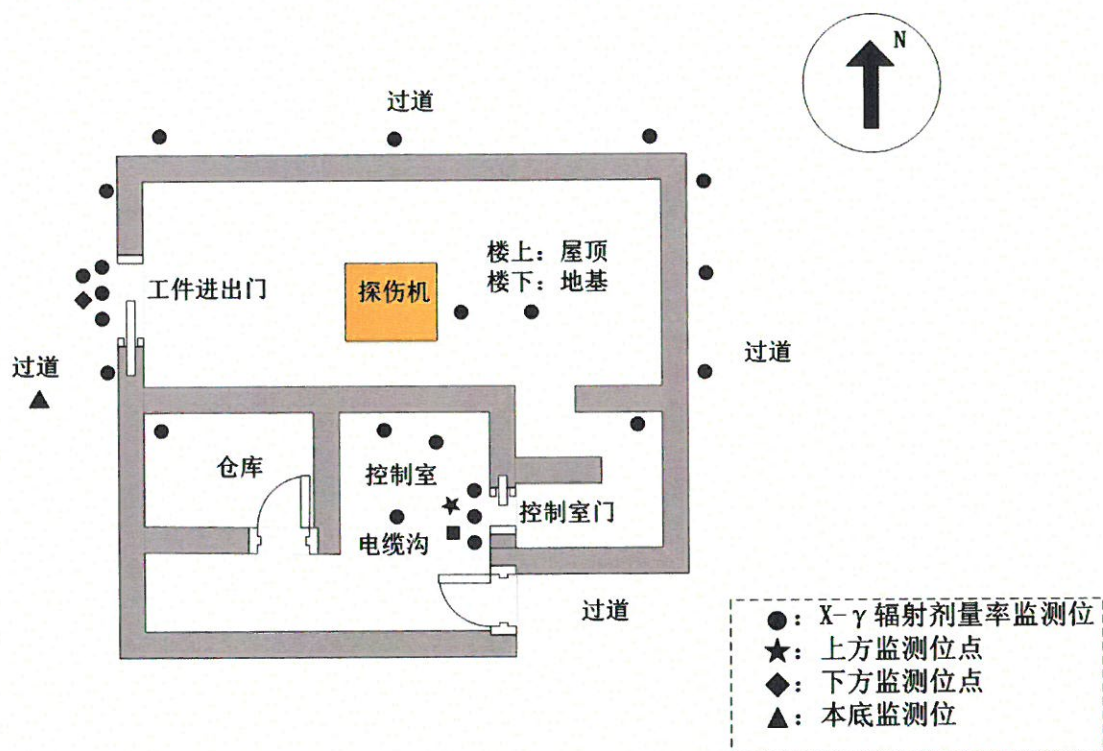 N
过道
楼上：屋顶
楼下：地基
工件进出门
探伤机
过道
过道
仓库
控制室
控制室门
电缆沟
过道
●：X-γ辐射剂量率监测位
★：上方监测位点
◆：下方监测位点
▲：本底监测位